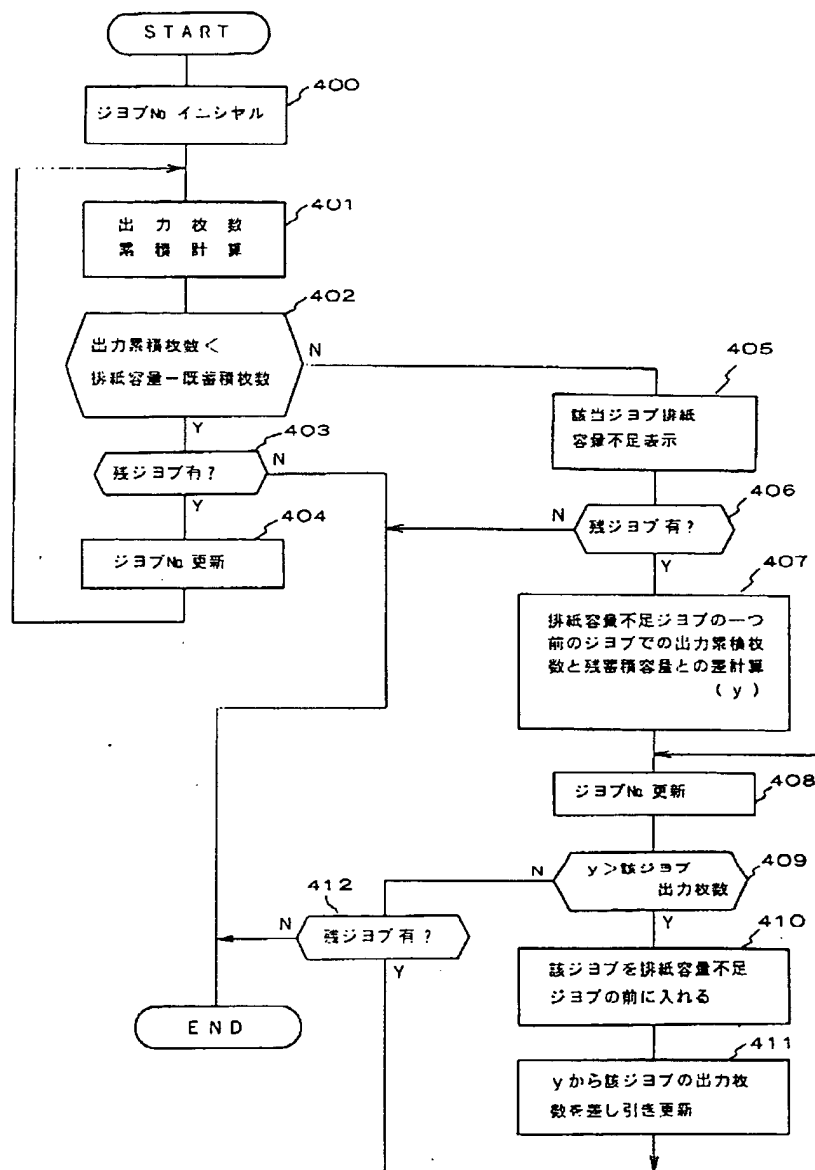 START
400
ジョブNo イニシャル
401
出力枚数
累積計算
402
出力累積枚数<
排紙容量-既蓄積枚数
N
Y
403
残ジョブ有?
N
Y
404
ジョブNo 更新
405
該当ジョブ排紙
容量不足表示
406
残ジョブ有?
N
Y
407
排紙容量不足ジョブの一つ
前のジョブでの出力累積枚
数と残蓄積容量との差計算
(y)
ジョブNo 更新
408
y>該ジョブ
出力枚数
409
N
Y
412
残ジョブ有?
N
Y
410
該ジョブを排紙容量不足
ジョブの前に入れる
END
411
yから該ジョブの出力枚
数を差し引き更新